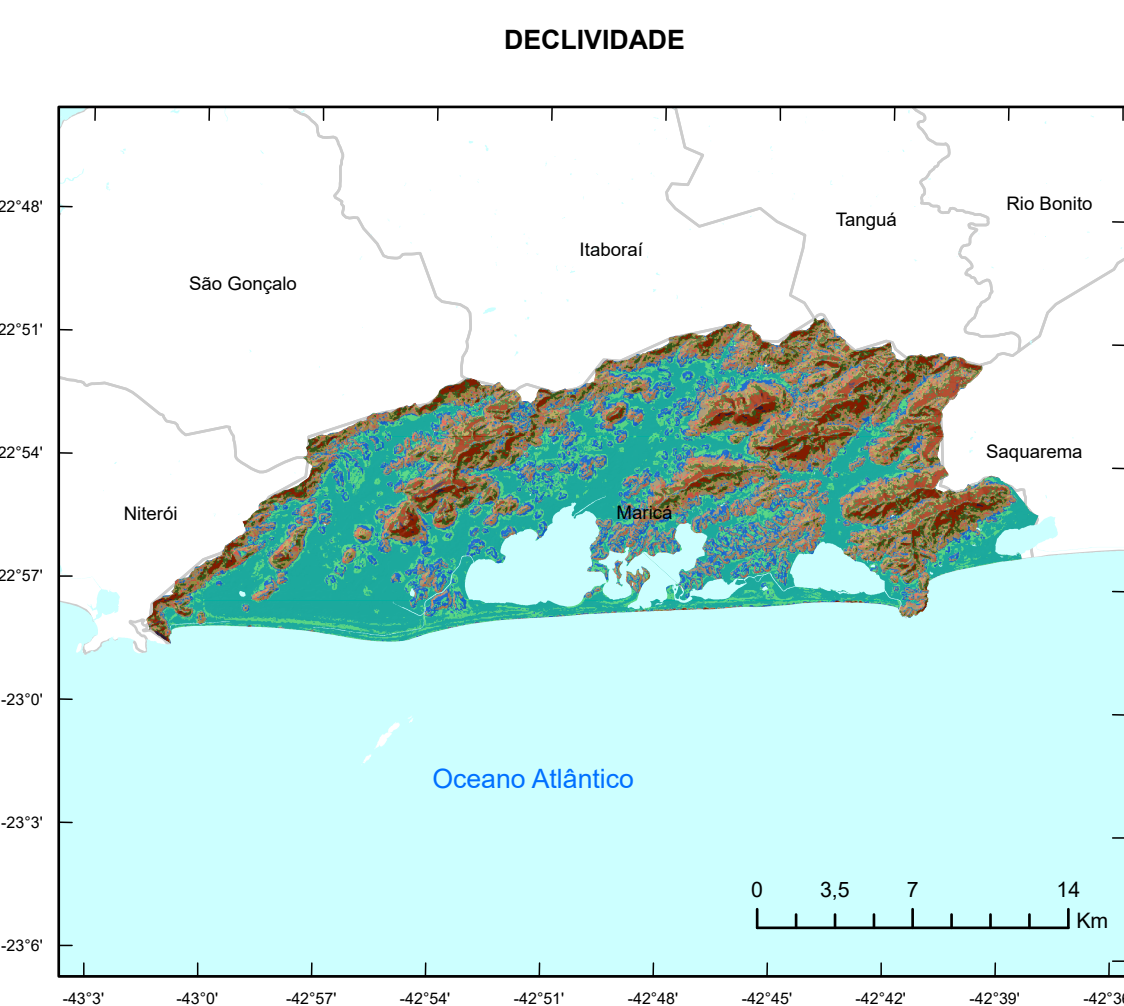 DECLIVIDADE
22°48'
Rio Bonito
Tanguá
Itaboraí
São Gonçalo
22°51'
22°54'
Saquarema
Niterói
Maricá
22°57'
-23°0'
Oceano Atlântico
-23°3'
0 3,5 7 14
Km
-23°6'
-43°3' -43°0' -42°57' -42°54' -42°51' -42°48' -42°45' -42°42' -42°39' -42°36